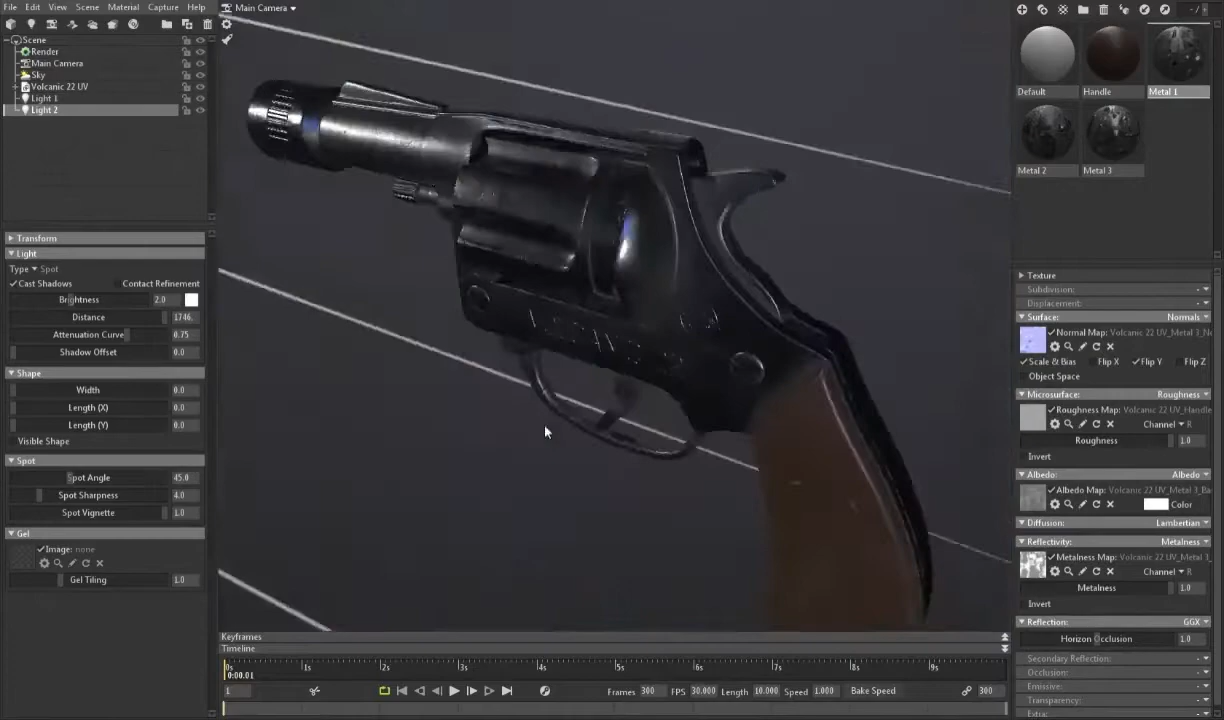 File Edit View Scene Material Capture Help
Main Camera
Scene
Render
Main Camera
Sky
Volcanic 22 UV
Light 1
Light 2
Transform
Light
Type Spot
Cast Shadows Contact Refinement
Brightness 2.0
Distance 1746.
Attenuation Curve 0.75
Shadow Offset 0.0
Shape
Width 0.0
Length (X) 0.0
Length (Y) 0.0
Visible Shape
Spot
Spot Angle 45.0
Spot Sharpness 4.0
Spot Vignette 1.0
Gel
Image: none
Gel Tiling 1.0
Keyframes
Timeline
0s 1s 2s 3s 4s 5s 6s 7s 8s 9s
0:00.01
1 Frames 300 FPS 30.000 Length 10.000 Speed 1.000 Bake Speed 300
Default Handle Metal 1
Metal 2 Metal 3
Texture
Subdivision:
Displacement:
Surface: Normals
Normal Map: Volcanic 22 UV_Metal 3_No
Scale & Bias Flip X Flip Y Flip Z
Object Space
Microsurface: Roughness
Roughness Map: Volcanic 22 UV_Handle
Channel R
Roughness 1.0
Invert
Albedo: Albedo
Albedo Map: Volcanic 22 UV_Metal 3_Ba
Color
Diffusion: Lambertian
Reflectivity: Metalness
Metalness Map: Volcanic 22 UV_Metal 1_
Channel R
Metalness 1.0
Invert
Reflection: GGX
Horizon Occlusion 1.0
Secondary Reflection:
Occlusion:
Emissive:
Transparency:
Extra: